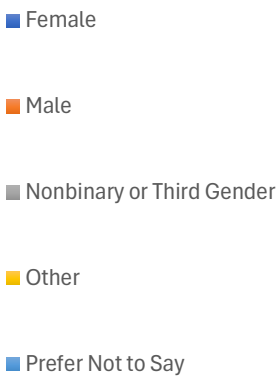 Female
Male
Nonbinary or Third Gender
Other
Prefer Not to Say